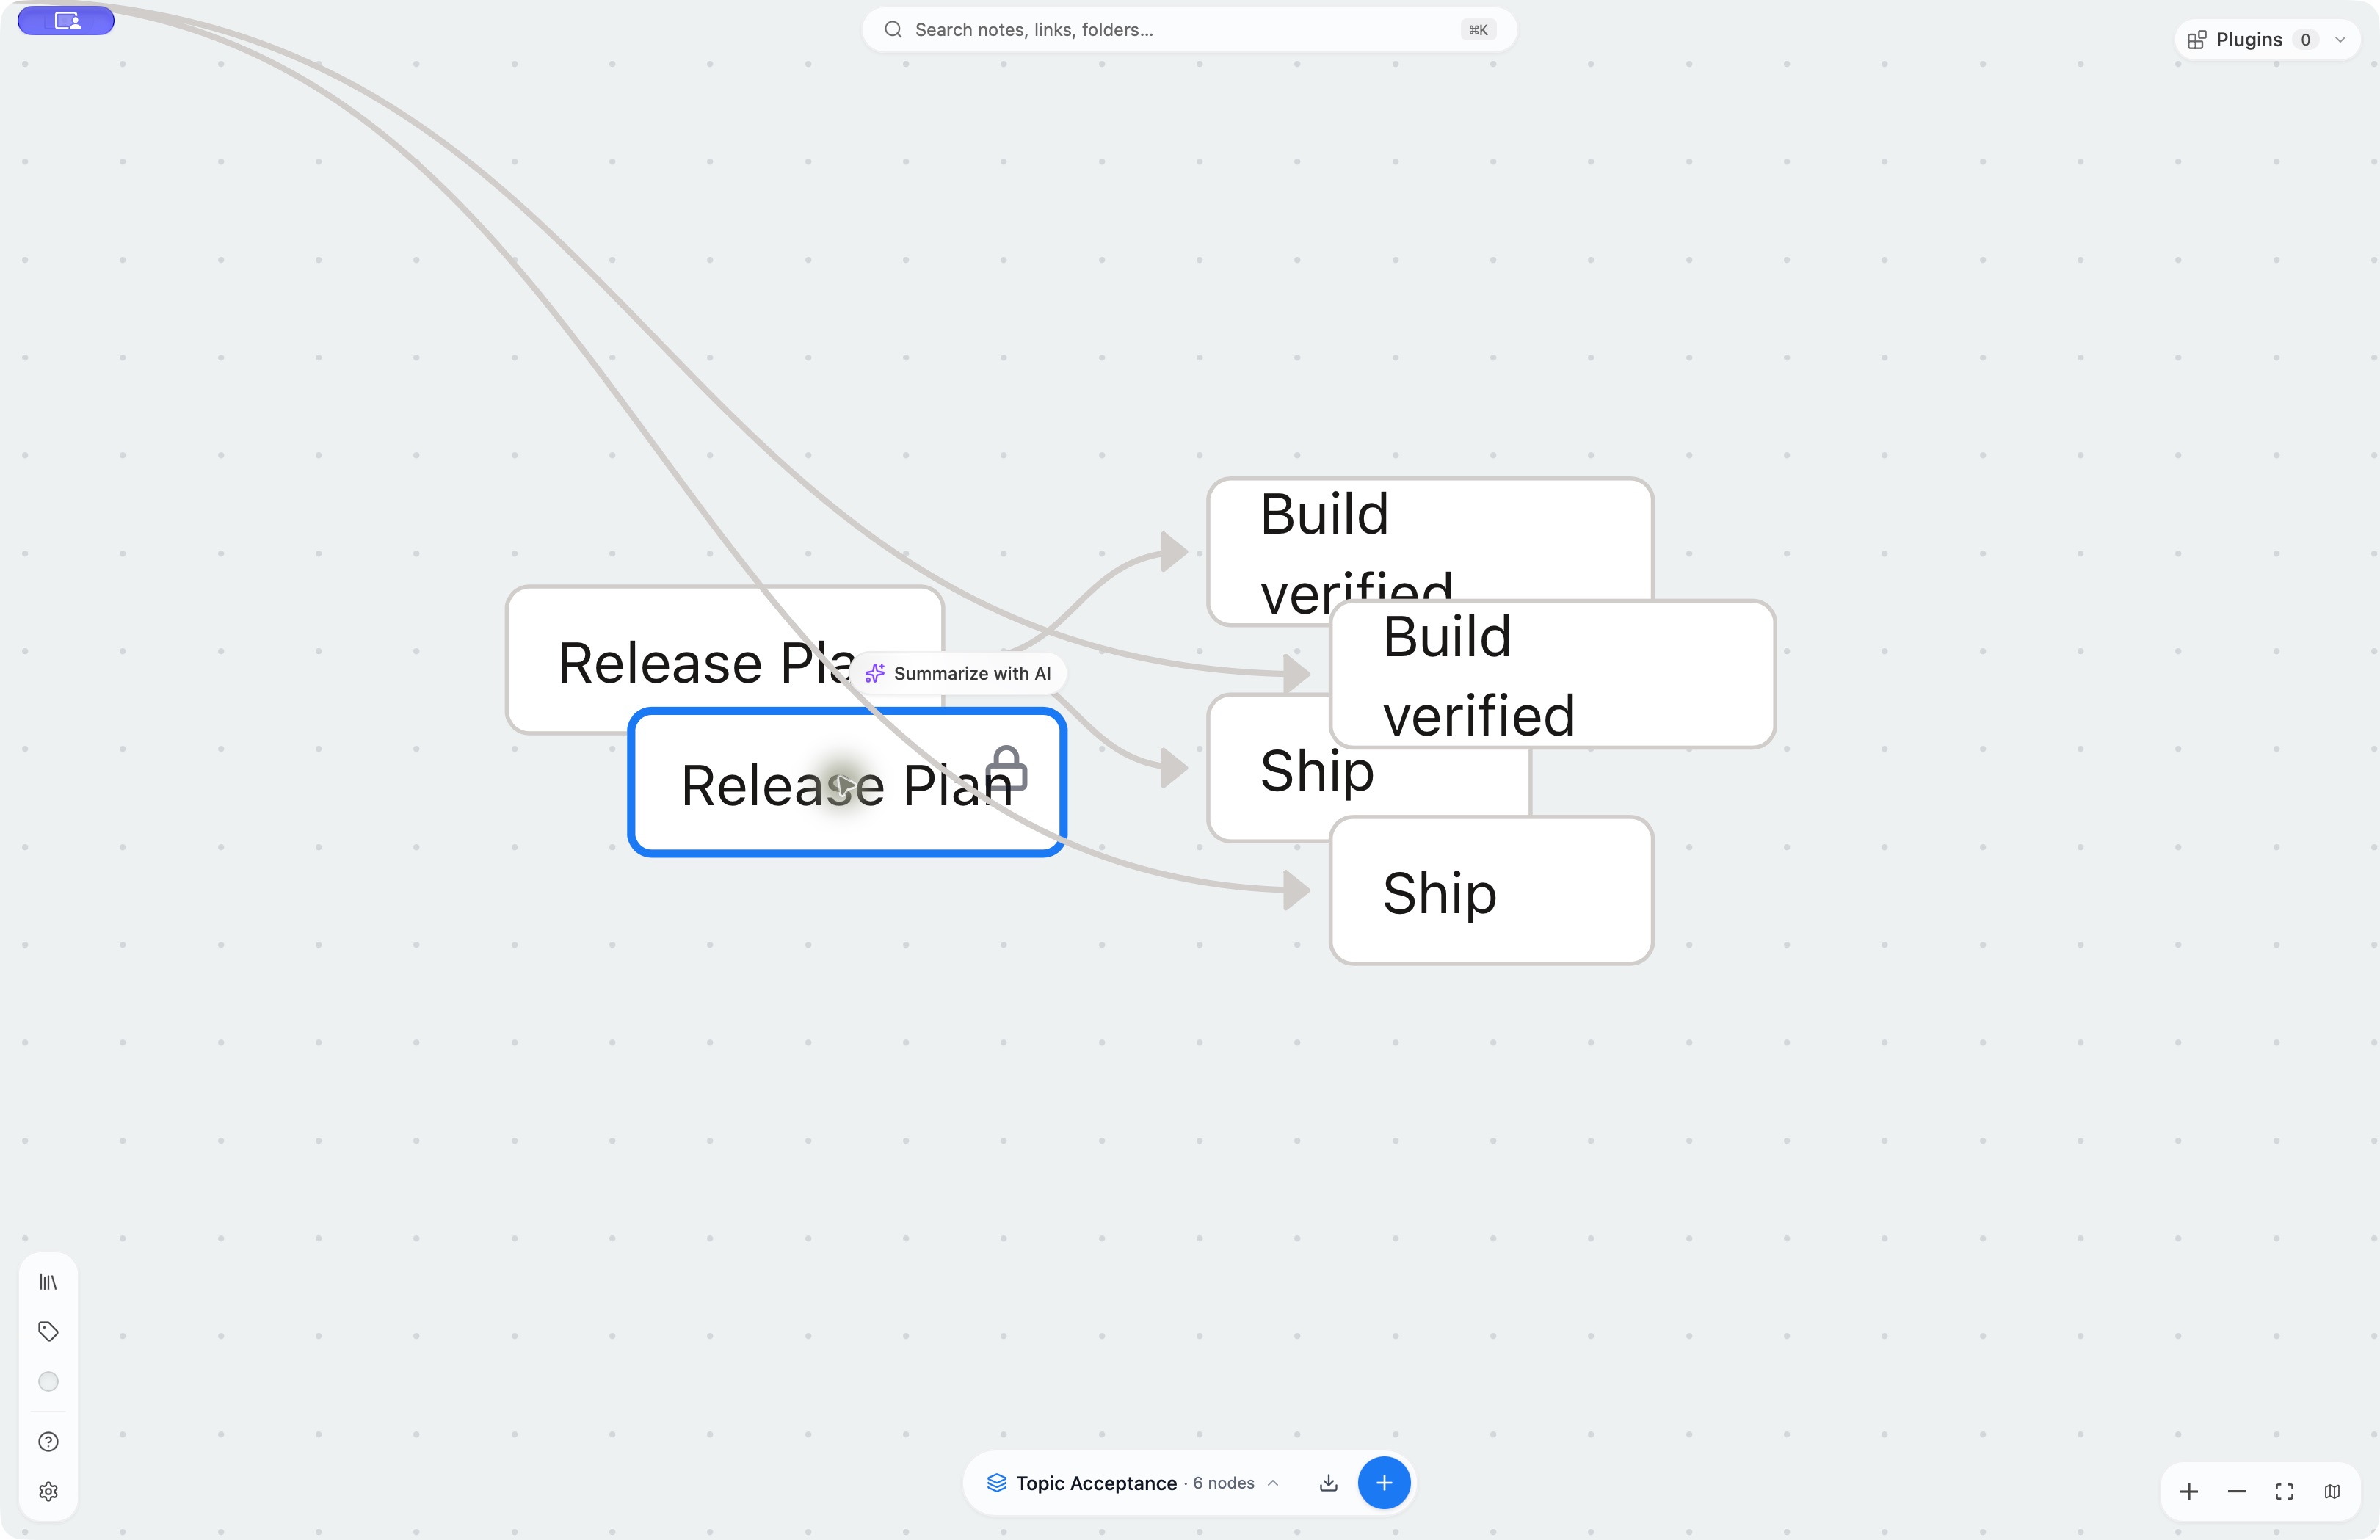 Search notes, links, folders...
⌘K
Plugins 0
Build
verified
Release Pla
Summarize with AI
Build
verified
Ship
Release Plan
Ship
Topic Acceptance · 6 nodes